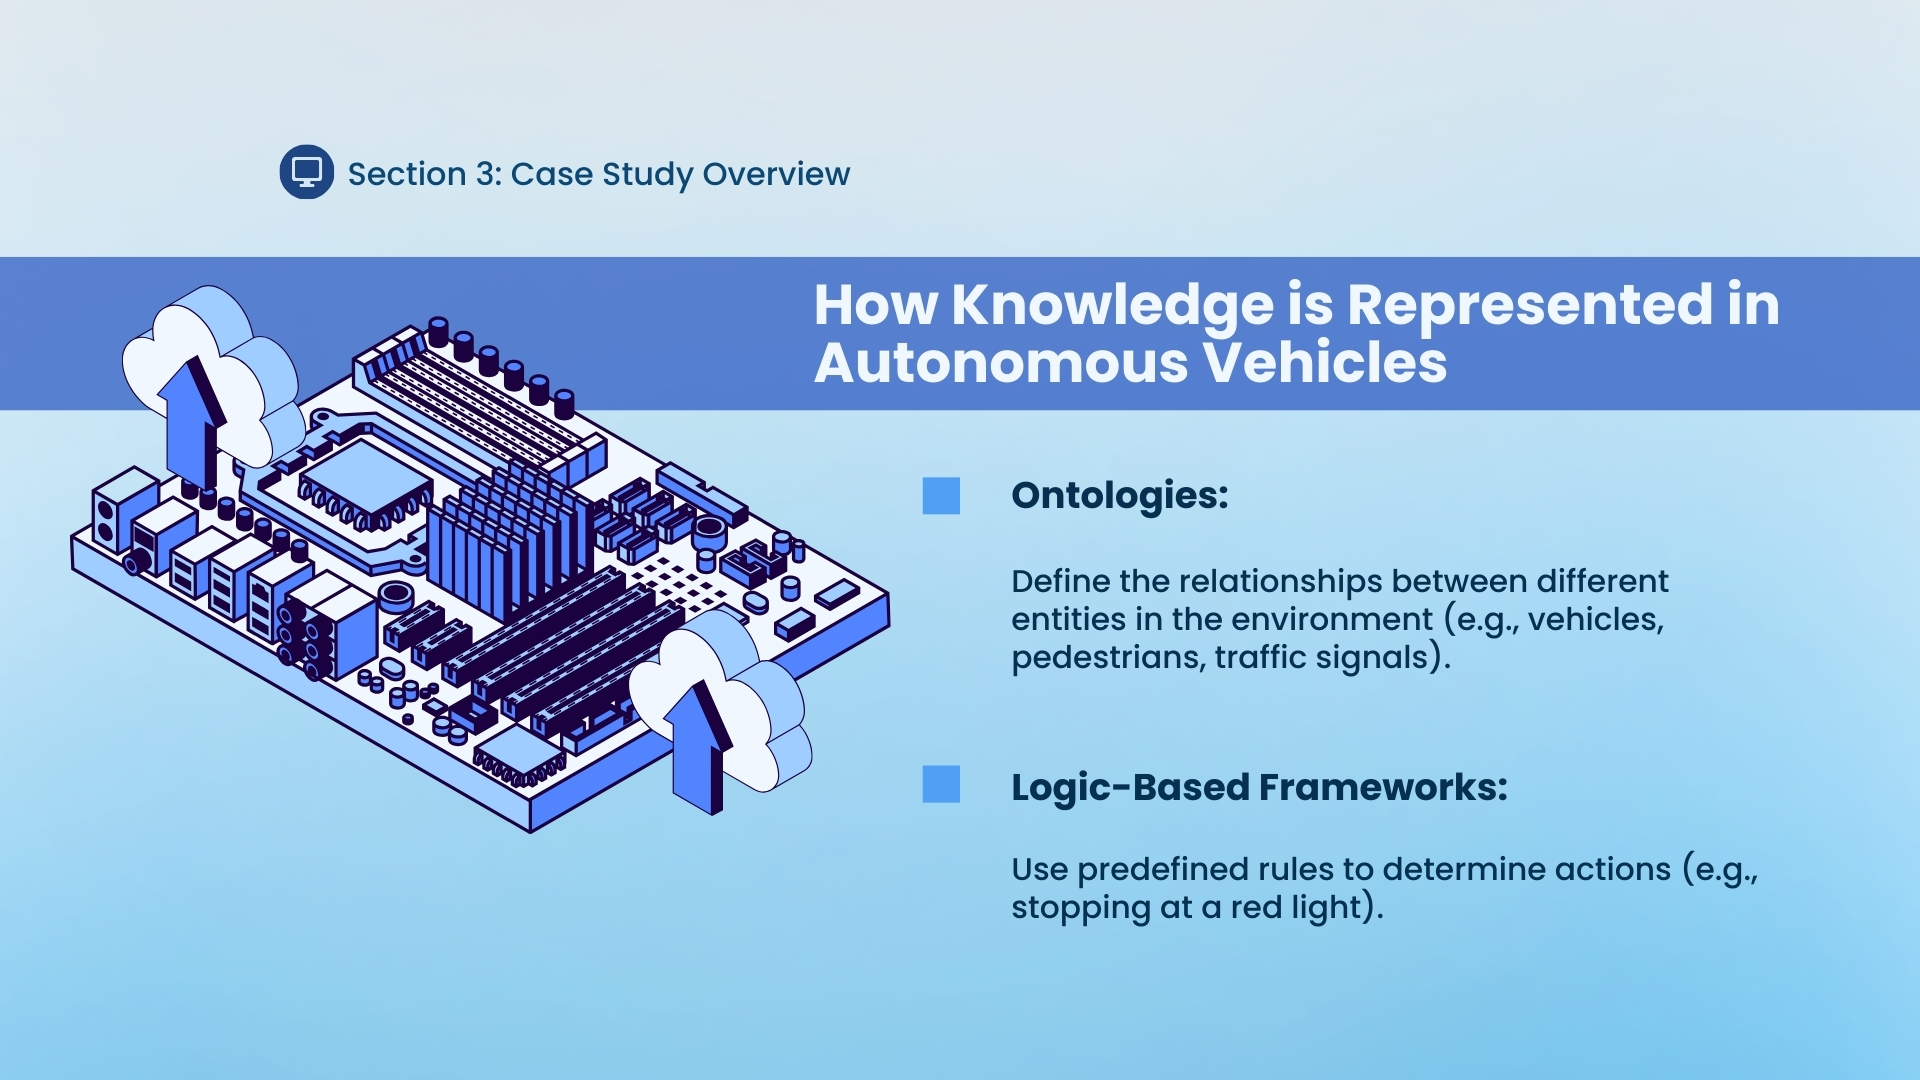 Section 3: Case Study Overview
How Knowledge is Represented in
Autonomous Vehicles
Ontologies:
Define the relationships between different
entities in the environment (e.g., vehicles,
pedestrians, traffic signals).
Logic-Based Frameworks:
Use predefined rules to determine actions (e.g.,
stopping at a red light).